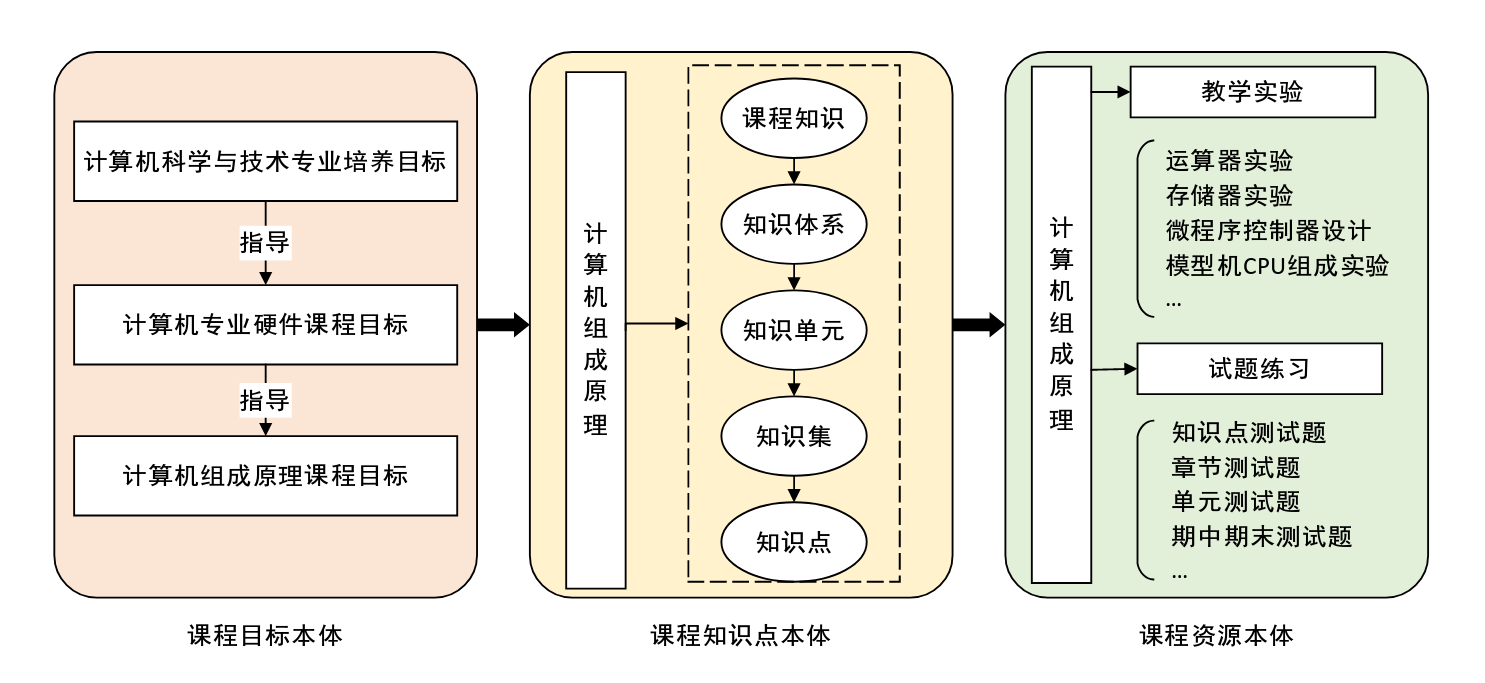 计算机科学与技术专业培养目标
指导
计算机专业硬件课程目标
指导
计算机组成原理课程目标
课程目标本体
计算机组成原理
课程知识
知识体系
知识单元
知识集
知识点
课程知识点本体
计算机组成原理
教学实验
运算器实验
存储器实验
微程序控制器设计
模型机CPU组成实验
...
试题练习
知识点测试题
章节测试题
单元测试题
期中期末测试题
...
课程资源本体